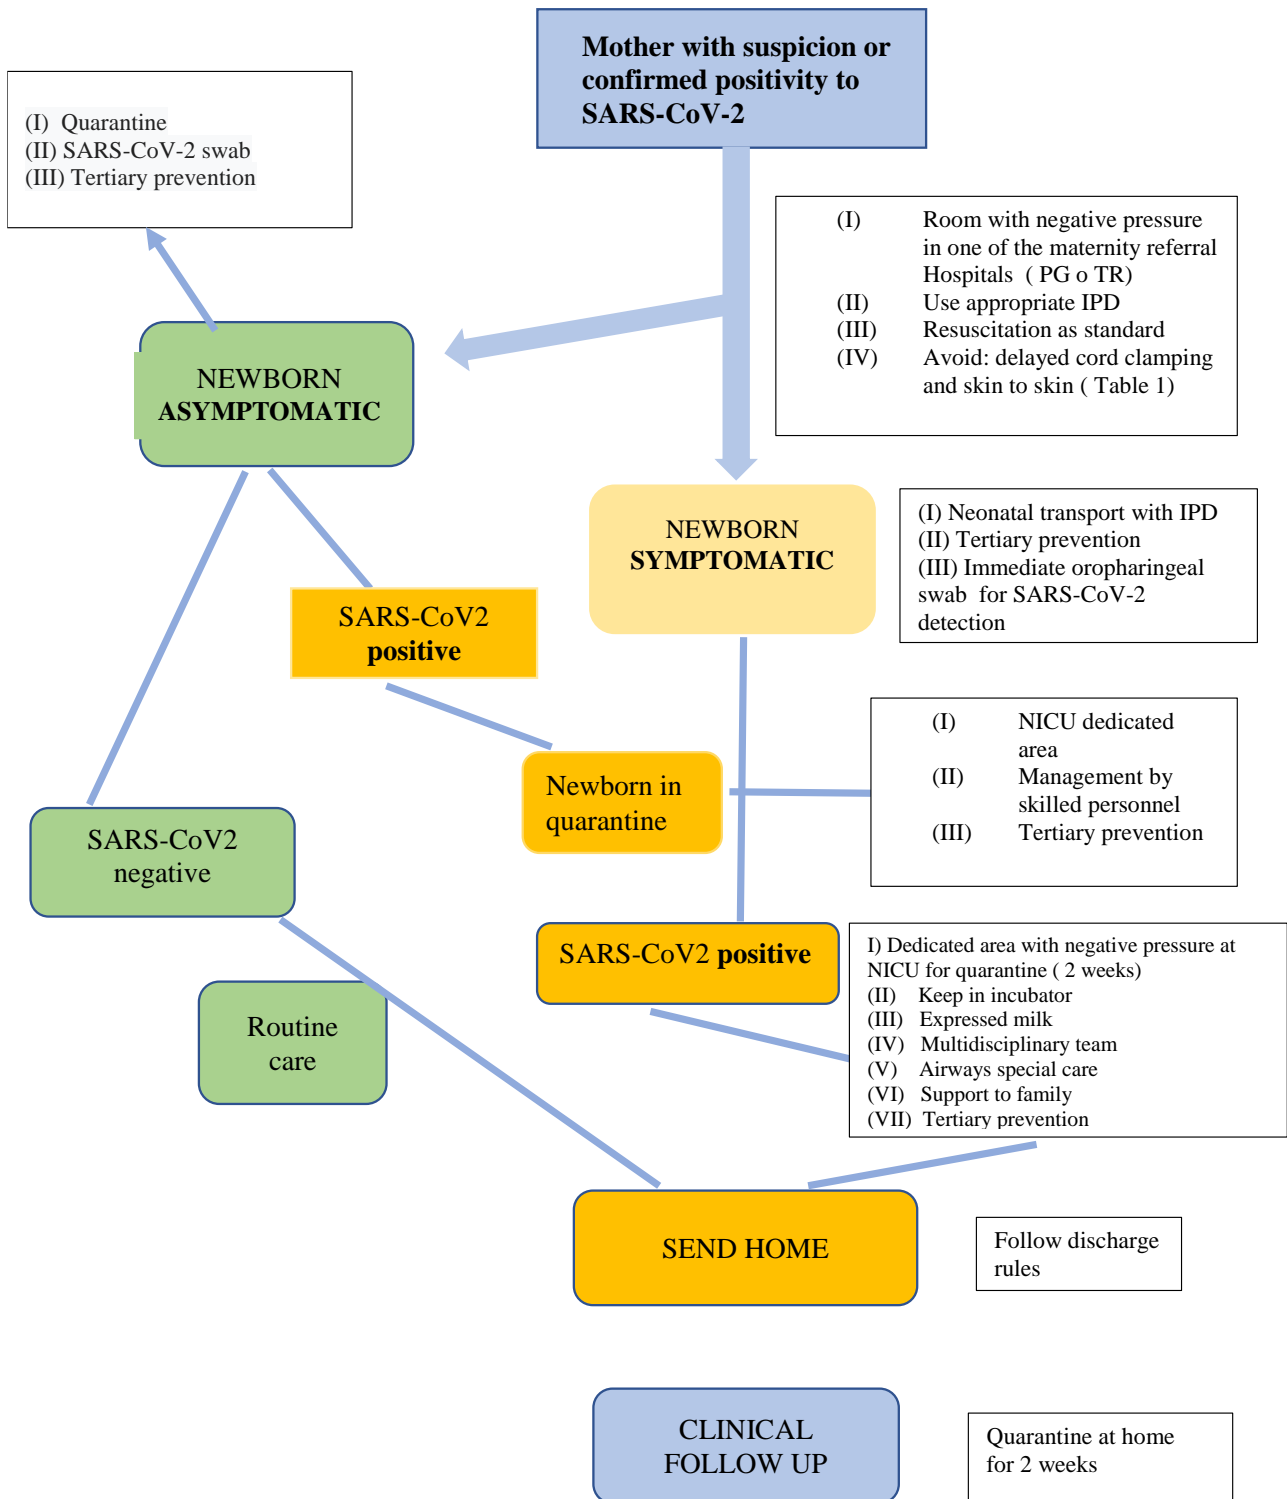 Mother with suspicion or
confirmed positivity to
SARS-CoV-2
(I) Quarantine
(II) SARS-CoV-2 swab
(III) Tertiary prevention
(I) Room with negative pressure
in one of the maternity referral
Hospitals ( PG o TR)
(II) Use appropriate IPD
(III) Resuscitation as standard
(IV) Avoid: delayed cord clamping
and skin to skin ( Table 1)
NEWBORN
ASYMPTOMATIC
NEWBORN
SYMPTOMATIC
(I) Neonatal transport with IPD
(II) Tertiary prevention
(III) Immediate oropharingeal
swab for SARS-CoV-2
detection
SARS-CoV2
positive
(I) NICU dedicated
area
(II) Management by
skilled personnel
(III) Tertiary prevention
Newborn in
quarantine
SARS-CoV2
negative
SARS-CoV2 positive
I) Dedicated area with negative pressure at
NICU for quarantine ( 2 weeks)
(II) Keep in incubator
(III) Expressed milk
(IV) Multidisciplinary team
(V) Airways special care
(VI) Support to family
(VII) Tertiary prevention
Routine
care
SEND HOME
Follow discharge
rules
CLINICAL
FOLLOW UP
Quarantine at home
for 2 weeks